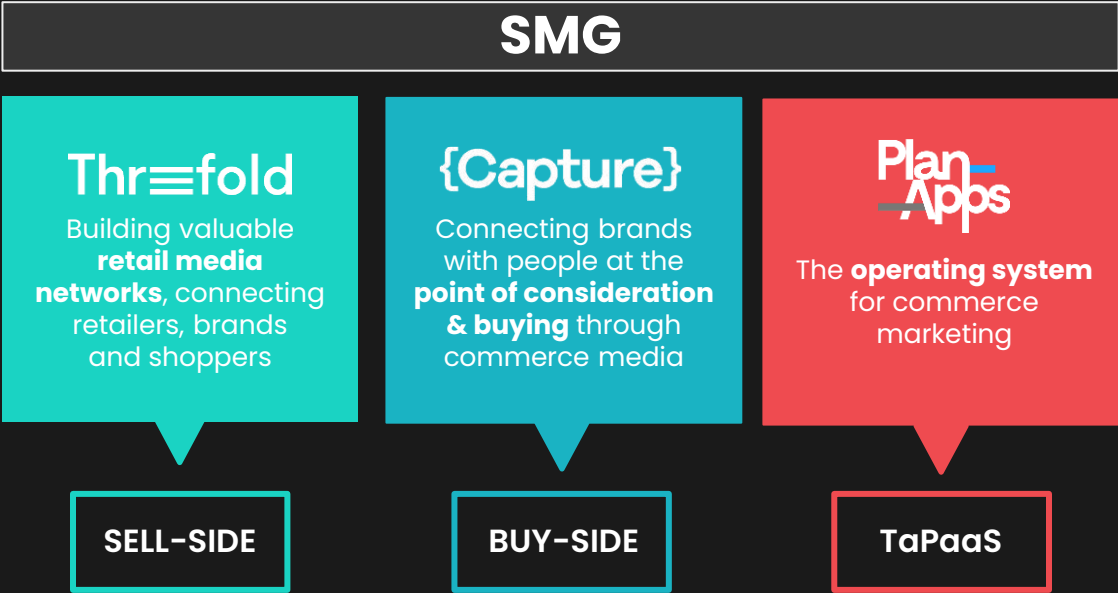 SMG
Threfold
Building valuable
retail media
networks, connecting
retailers, brands
and shoppers
{Capture}
Connecting brands
with people at the
point of consideration
& buying through
commerce media
Plan
Apps
The operating system
for commerce
marketing
SELL-SIDE
BUY-SIDE
TaPaaS